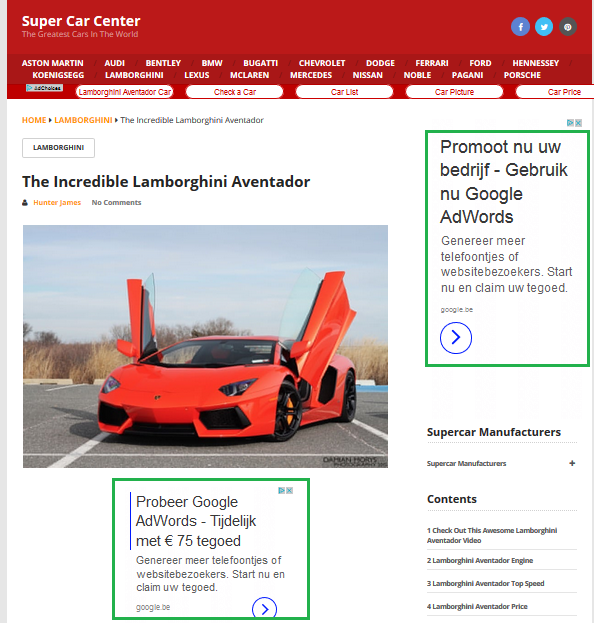 Super Car Center
The Greatest Cars In The World
ASTON MARTIN / AUDI / BENTLEY / BMW / BUGATTI / CHEVROLET / DODGE / FERRARI / FORD / HENNESSEY /
KOENIGSEGG / LAMBORGHINI / LEXUS / MCLAREN / MERCEDES / NISSAN / NOBLE / PAGANI / PORSCHE
AdChoices
Lamborghini Aventador Car
Check a Car
Car List
Car Picture
Car Price
HOME LAMBORGHINI The Incredible Lamborghini Aventador
LAMBORGHINI
The Incredible Lamborghini Aventador
Hunter James No Comments
DAMIAN MORYS
PHOTOGRAPHY
Probeer Google
AdWords - Tijdelijk
met € 75 tegoed
Genereer meer telefoontjes of
websitebezoekers. Start nu en
claim uw tegoed.
google.be
Promoot nu uw
bedrijf - Gebruik
nu Google
AdWords
Genereer meer
telefoontjes of
websitebezoekers. Start
nu en claim uw tegoed.
google.be
Supercar Manufacturers
Supercar Manufacturers +
Contents
1 Check Out This Awesome Lamborghini
Aventador Video
2 Lamborghini Aventador Engine
3 Lamborghini Aventador Top Speed
4 Lamborghini Aventador Price